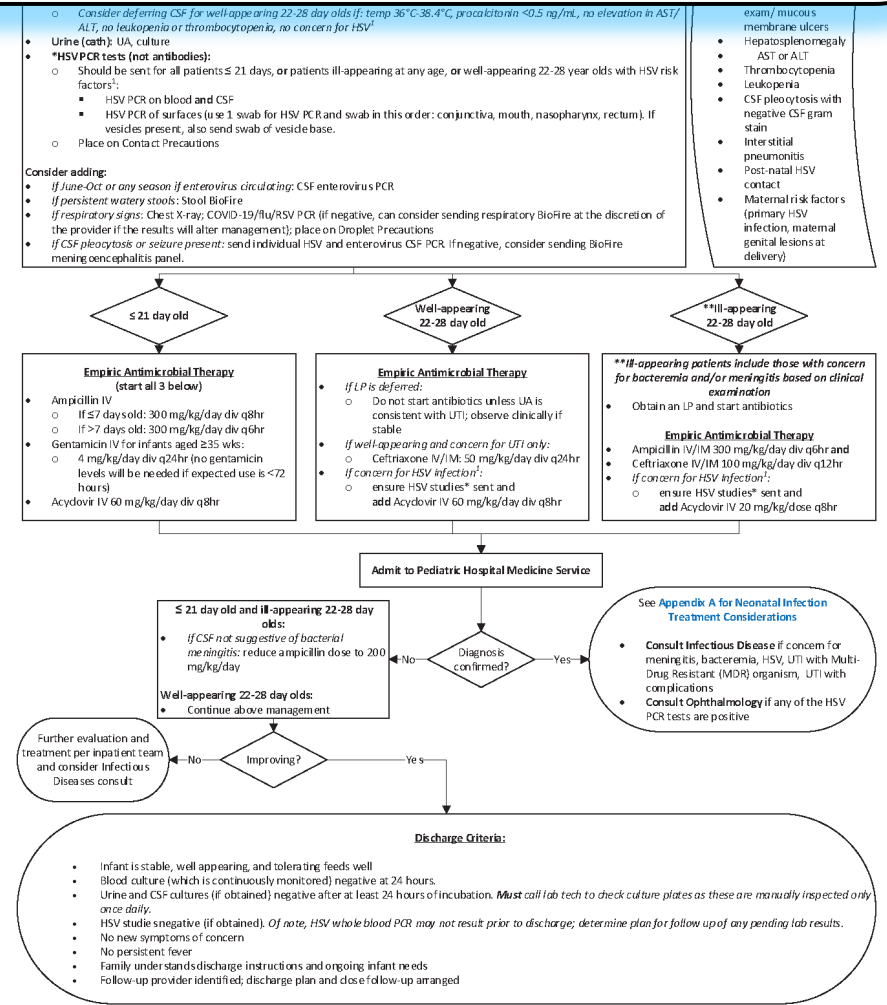 o Consider deferring CSF for well-appearing 22-28 day olds if: temp 36°C-38.4°C, procalcitonin <0.5 ng/mL, no elevation in AST/
ALT, no leukopenia or thrombocytopenia, no concern for HSV1
• Urine (cath): UA, culture
• *HSV PCR tests (not antibodies):
o Should be sent for all patients ≤ 21 days, or patients ill-appearing at any age, or well-appearing 22-28 year olds with HSV risk
factors1:
▪ HSV PCR on blood and CSF
▪ HSV PCR of surfaces (use 1 swab for HSV PCR and swab in this order: conjunctiva, mouth, nasopharynx, rectum). If
vesicles present, also send swab of vesicle base.
o Place on Contact Precautions
Consider adding:
• If June-Oct or any season if enterovirus circulating: CSF enterovirus PCR
• If persistent watery stools: Stool BioFire
• If respiratory signs: Chest X-ray; COVID-19/flu/RSV PCR (if negative, can consider sending respiratory BioFire at the discretion of
the provider if the results will alter management); place on Droplet Precautions
• If CSF pleocytosis or seizure present: send individual HSV and enterovirus CSF PCR. If negative, consider sending BioFire
meningoencephalitis panel.
exam/ mucous
membrane ulcers
• Hepatosplenomegaly
AST or ALT
• Thrombocytopenia
• Leukopenia
• CSF pleocytosis with
negative CSF gram
stain
• Interstitial
pneumonitis
• Post-natal HSV
contact
• Maternal risk factors
(primary HSV
infection, maternal
genital lesions at
delivery)
≤ 21 day old
Well-appearing
22-28 day old
**Ill-appearing
22-28 day old
Empiric Antimicrobial Therapy
(start all 3 below)
• Ampicillin IV
o If ≤7 days old: 300 mg/kg/day div q8hr
o If >7 days old: 300 mg/kg/day div q6hr
• Gentamicin IV for infants aged ≥35 wks:
o 4 mg/kg/day div q24hr (no gentamicin
levels will be needed if expected use is <72
hours)
• Acyclovir IV 60 mg/kg/day div q8hr
Empiric Antimicrobial Therapy
• If LP is deferred:
o Do not start antibiotics unless UA is
consistent with UTI; observe clinically if
stable
• If well-appearing and concern for UTI only:
o Ceftriaxone IV/IM: 50 mg/kg/day div q24hr
• If concern for HSV Infection1:
o ensure HSV studies* sent and
add Acyclovir IV 60 mg/kg/day div q8hr
**Ill-appearing patients include those with concern
for bacteremia and/or meningitis based on clinical
examination
• Obtain an LP and start antibiotics
Empiric Antimicrobial Therapy
• Ampicillin IV/IM 300 mg/kg/day div q6hr and
• Ceftriaxone IV/IM 100 mg/kg/day div q12hr
• If concern for HSV Infection1:
o ensure HSV studies* sent and
add Acyclovir IV 20 mg/kg/dose q8hr
Admit to Pediatric Hospital Medicine Service
≤ 21 day old and ill-appearing 22-28 day
olds:
• If CSF not suggestive of bacterial
meningitis: reduce ampicillin dose to 200
mg/kg/day
Well-appearing 22-28 day olds:
• Continue above management
No
Diagnosis
confirmed?
Yes
See Appendix A for Neonatal Infection
Treatment Considerations
• Consult Infectious Disease if concern for
meningitis, bacteremia, HSV, UTI with Multi-
Drug Resistant (MDR) organism, UTI with
complications
• Consult Ophthalmology if any of the HSV
PCR tests are positive
Further evaluation and
treatment per inpatient team
and consider Infectious
Diseases consult
No
Improving?
Yes
Discharge Criteria:
• Infant is stable, well appearing, and tolerating feeds well
• Blood culture (which is continuously monitored) negative at 24 hours.
• Urine and CSF cultures (if obtained) negative after at least 24 hours of incubation. Must call lab tech to check culture plates as these are manually inspected only
once daily.
• HSV studies negative (if obtained). Of note, HSV whole blood PCR may not result prior to discharge; determine plan for follow up of any pending lab results.
• No new symptoms of concern
• No persistent fever
• Family understands discharge instructions and ongoing infant needs
• Follow-up provider identified; discharge plan and close follow-up arranged